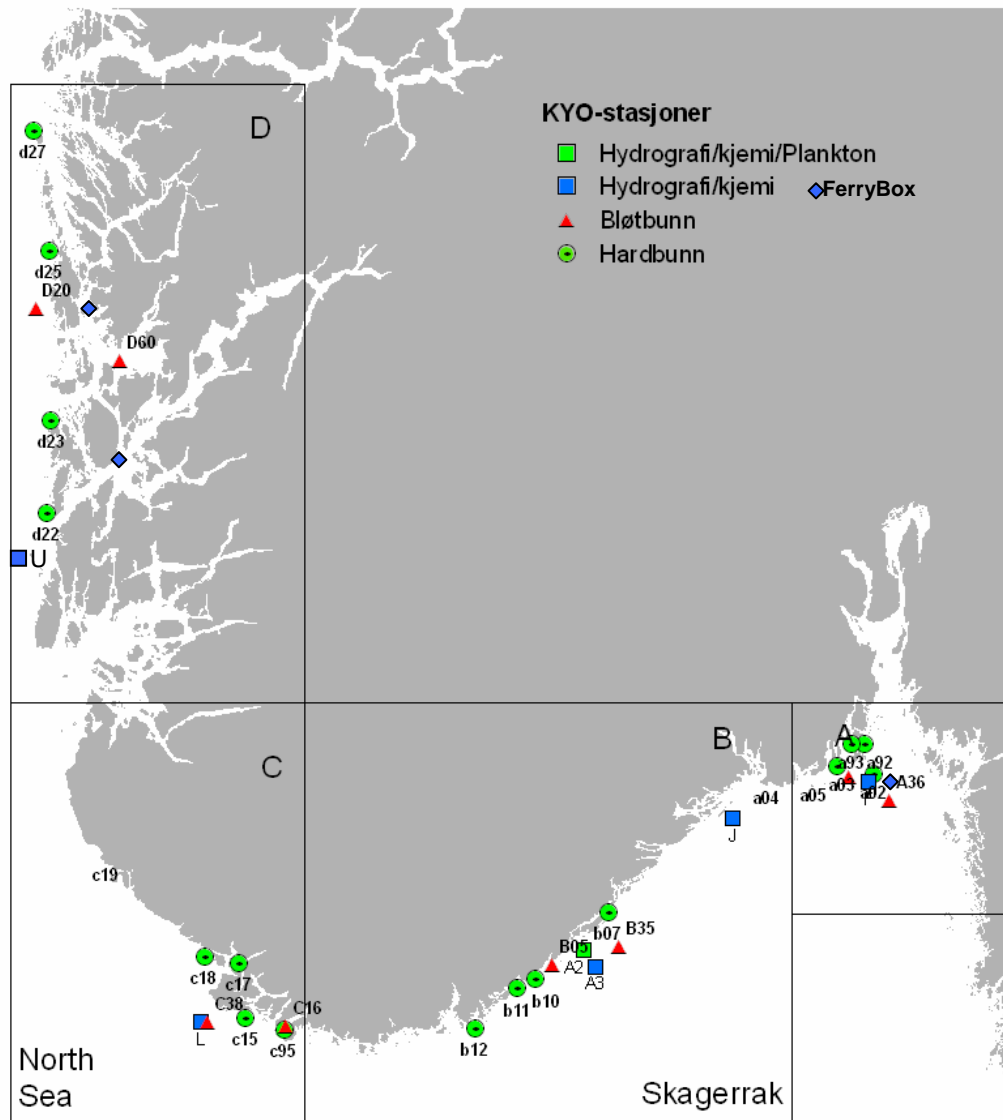 KYO-stasjoner
Hydrografi/kjemi/Plankton
Hydrografi/kjemi
FerryBox
Bløtbunn
Hardbunn
D
d27
d25
D20
D60
d23
d22
U
C
B
A
a93
a92
a05
a03
a02
A36
a04
J
c19
b07
B35
B05
A2
A3
c18
c17
b10
b11
C38
C16
L
c15
c95
b12
North
Sea
Skagerrak